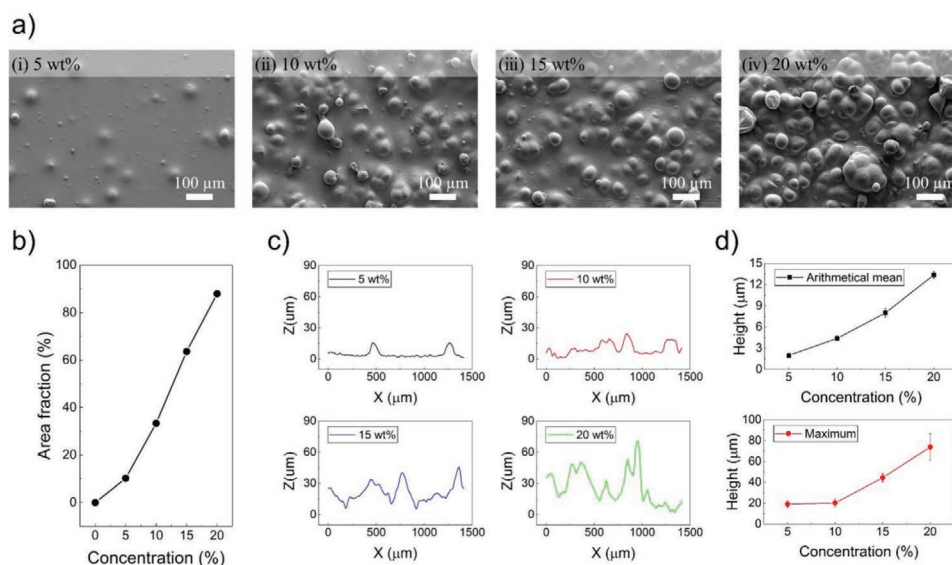 a)
(i) 5 wt%
(ii) 10 wt%
(iii) 15 wt%
(iv) 20 wt%
100 µm
100 µm
100 µm
100 µm
b)
Area fraction (%)
100
80
60
40
20
0
0 5 10 15 20
Concentration (%)
c)
5 wt%
Z(um)
90
60
30
0
0 500 1000 1500
X (µm)
10 wt%
Z(um)
90
60
30
0
0 500 1000 1500
X (µm)
15 wt%
Z(um)
90
60
30
0
0 500 1000 1500
X (µm)
20 wt%
Z(um)
90
60
30
0
0 500 1000 1500
X (µm)
d)
Arithmetical mean
Height (µm)
15
12
9
6
3
0
5 10 15 20
Concentration (%)
Maximum
Height (µm)
100
80
60
40
20
0
5 10 15 20
Concentration (%)